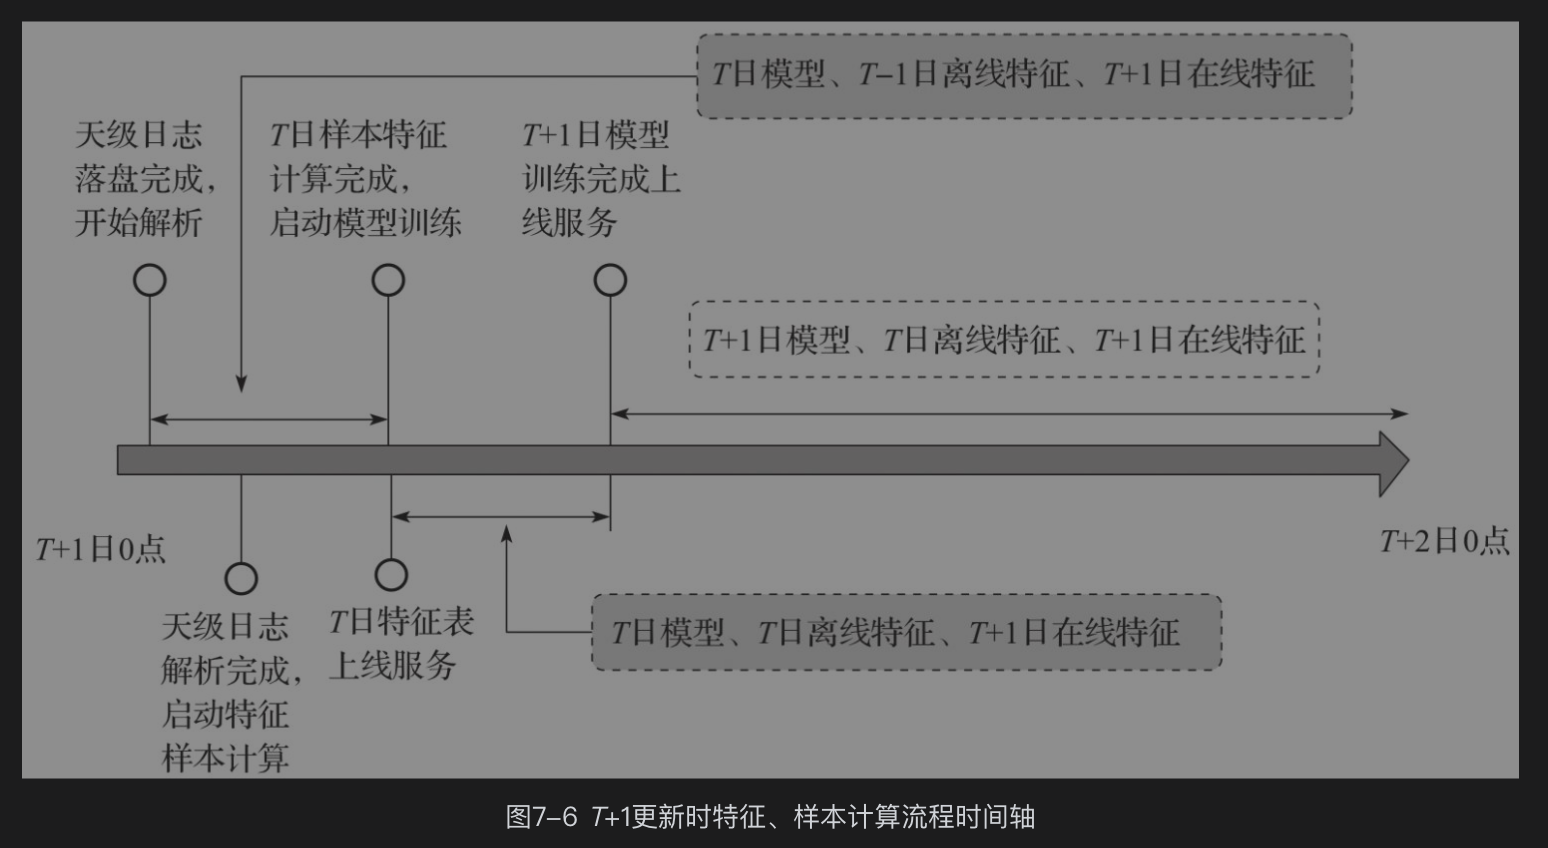 T日模型、T–1日离线特征、T+1日在线特征
天级日志
落盘完成，
开始解析
T日样本特征
计算完成，
启动模型训练
T+1日模型
训练完成上
线服务
T+1日模型、T日离线特征、T+1日在线特征
T+1日0点
T+2日0点
天级日志
解析完成，
启动特征
样本计算
T日特征表
上线服务
T日模型、T日离线特征、T+1日在线特征
图7–6 T+1更新时特征、样本计算流程时间轴